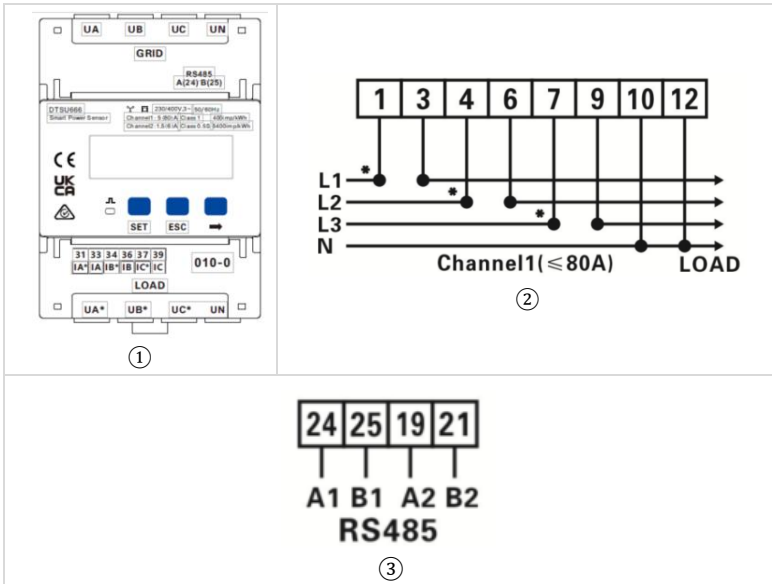 UA UB UC UN
GRID
RS485
A(24) B(25)
DTSU666
Smart Power Sensor
230/400V,3~ 50/60Hz
Channel1: 5(80)A Class 1 400imp/kWh
Channel2: 1.5(6)A Class 0.5S 6400imp/kWh
CE
UK
CA
SET ESC
31 33 34 36 37 39
IA* IA IB* IB IC* IC
010-0
LOAD
UA* UB* UC* UN
①
1 3 4 6 7 9 10 12
L1 *
L2 *
L3 *
N
Channel1(≤80A) LOAD
②
24 25 19 21
A1 B1 A2 B2
RS485
③